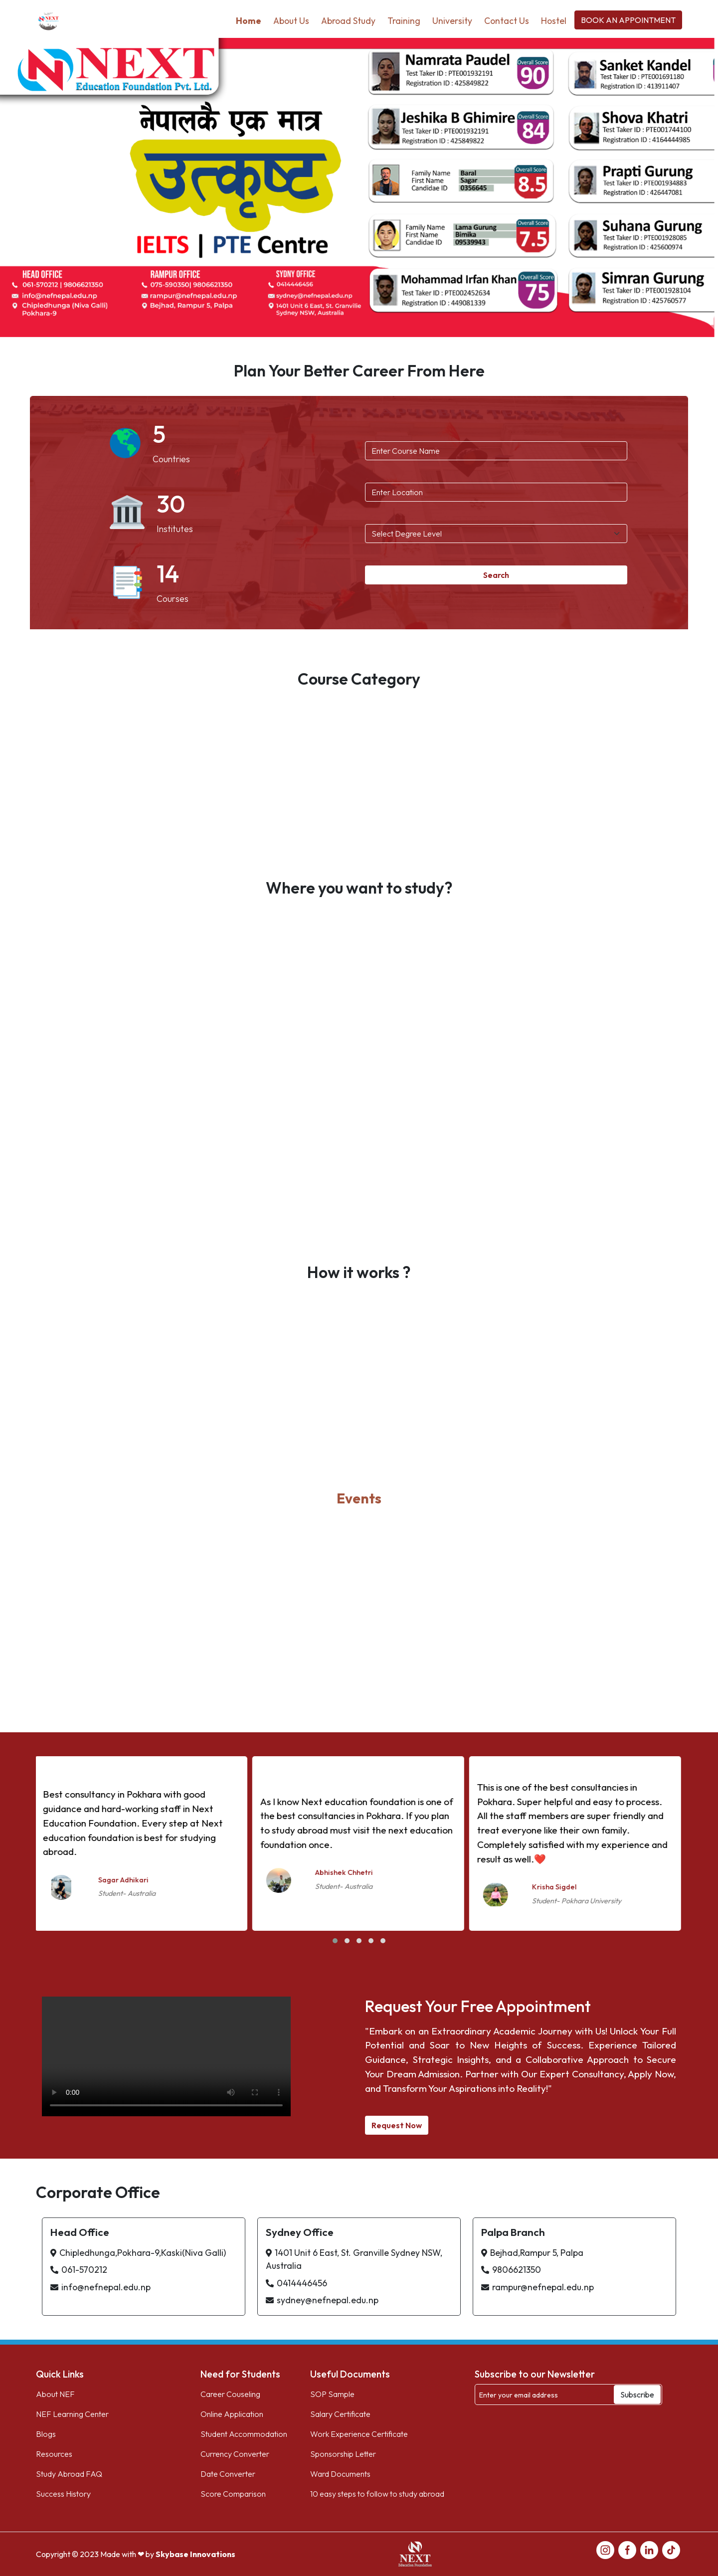 Home About Us Abroad Study Training University Contact Us Hostel BOOK AN APPOINTMENT
NEXT
Education Foundation Pvt. Ltd.
नेपालकै एक मात्र
उत्कृष्ट
IELTS | PTE Centre
Namrata Paudel
Test Taker ID : PTE001932191
Registration ID : 425849822
Overall Score
90
Sanket Kandel
Test Taker ID : PTE001691180
Registration ID : 413911407
Jeshika B Ghimire
Test Taker ID : PTE001932191
Registration ID : 425849822
Overall Score
84
Shova Khatri
Test Taker ID : PTE001744100
Registration ID : 4164444985
Family Name Baral
First Name Sagar
Candidae ID 0356645
Overall Score
8.5
Prapti Gurung
Test Taker ID : PTE001934883
Registration ID : 426447081
Family Name Lama Gurung
First Name Bimika
Candidae ID 09539943
Overall Score
7.5
Suhana Gurung
Test Taker ID : PTE001928085
Registration ID : 425600974
Mohammad Irfan Khan
Test Taker ID : PTE002452634
Registration ID : 449081339
Overall Score
75
Simran Gurung
Test Taker ID : PTE001928104
Registration ID : 425760577
HEAD OFFICE
061-570212 | 9806621350
info@nefnepal.edu.np
Chipledhunga (Niva Galli)
Pokhara-9
RAMPUR OFFICE
075-590350| 9806621350
rampur@nefnepal.edu.np
Bejhad, Rampur 5, Palpa
SYDNY OFFICE
0414446456
sydney@nefnepal.edu.np
1401 Unit 6 East, St. Granville
Sydney NSW, Australia
Plan Your Better Career From Here
5
Countries
30
Institutes
14
Courses
Enter Course Name
Enter Location
Select Degree Level
Search
Course Category
Where you want to study?
How it works ?
Events
Best consultancy in Pokhara with good
guidance and hard-working staff in Next
Education Foundation. Every step at Next
education foundation is best for studying
abroad.
Sagar Adhikari
Student- Australia
As I know Next education foundation is one of
the best consultancies in Pokhara. If you plan
to study abroad must visit the next education
foundation once.
Abhishek Chhetri
Student- Australia
This is one of the best consultancies in
Pokhara. Super helpful and easy to process.
All the staff members are super friendly and
treat everyone like their own family.
Completely satisfied with my experience and
result as well.❤️
Krisha Sigdel
Student- Pokhara University
0:00
Request Your Free Appointment
"Embark on an Extraordinary Academic Journey with Us! Unlock Your Full
Potential and Soar to New Heights of Success. Experience Tailored
Guidance, Strategic Insights, and a Collaborative Approach to Secure
Your Dream Admission. Partner with Our Expert Consultancy, Apply Now,
and Transform Your Aspirations into Reality!"
Request Now
Corporate Office
Head Office
Chipledhunga,Pokhara-9,Kaski(Niva Galli)
061-570212
info@nefnepal.edu.np
Sydney Office
1401 Unit 6 East, St. Granville Sydney NSW,
Australia
0414446456
sydney@nefnepal.edu.np
Palpa Branch
Bejhad,Rampur 5, Palpa
9806621350
rampur@nefnepal.edu.np
Quick Links
About NEF
NEF Learning Center
Blogs
Resources
Study Abroad FAQ
Success History
Need for Students
Career Couseling
Online Application
Student Accommodation
Currency Converter
Date Converter
Score Comparison
Useful Documents
SOP Sample
Salary Certificate
Work Experience Certificate
Sponsorship Letter
Ward Documents
10 easy steps to follow to study abroad
Subscribe to our Newsletter
Enter your email address
Subscribe
Copyright © 2023 Made with ❤ by Skybase Innovations
NEXT
Education Foundation